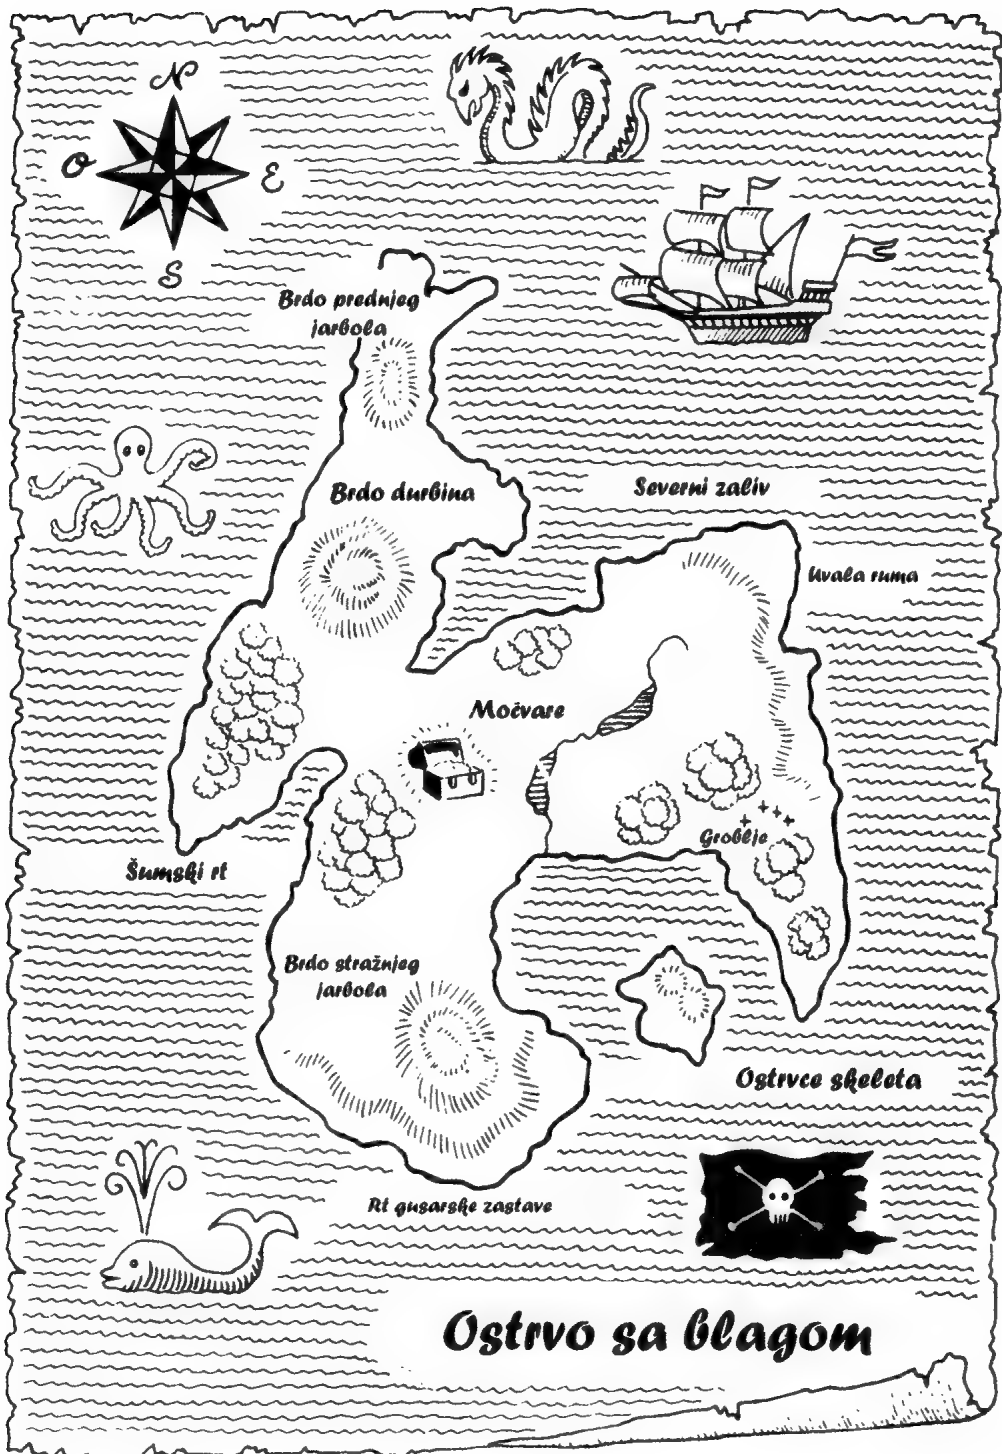 N
O
E
S
Brdo prednjeg
jarbola
Brdo durbina
Severni zaliv
Uvala ruma
Močvare
Groblje
Šumski rt
Brdo stražnjeg
jarbola
Ostrvce skeleta
Rt gusarske zastave
Ostrvo sa blagom